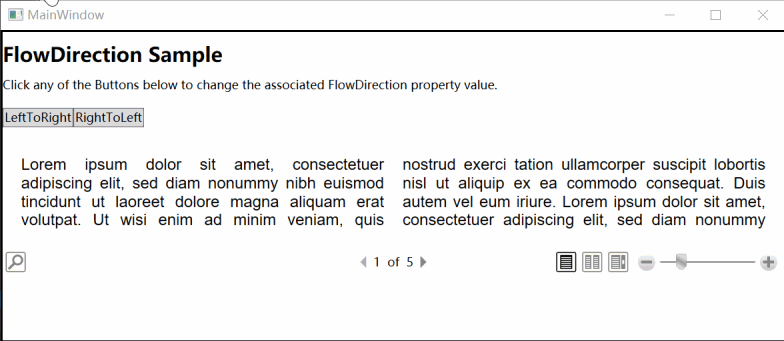 MainWindow
FlowDirection Sample
Click any of the Buttons below to change the associated FlowDirection property value.
LeftToRight RightToLeft
Lorem ipsum dolor sit amet, consectetuer
adipiscing elit, sed diam nonummy nibh euismod
tincidunt ut laoreet dolore magna aliquam erat
volutpat. Ut wisi enim ad minim veniam, quis
nostrud exerci tation ullamcorper suscipit lobortis
nisl ut aliquip ex ea commodo consequat. Duis
autem vel eum iriure. Lorem ipsum dolor sit amet,
consectetuer adipiscing elit, sed diam nonummy
1 of 5